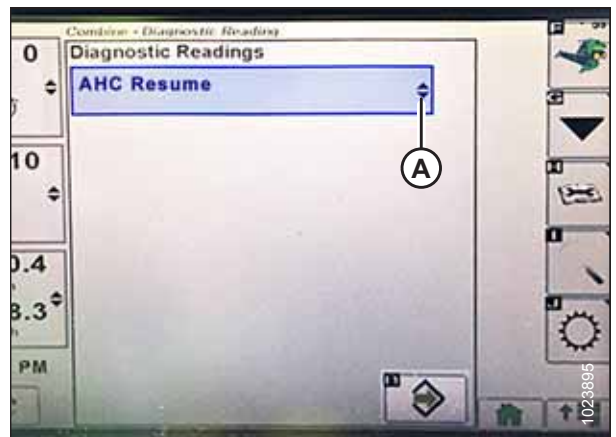 Combine - Diagnostic Reading
Diagnostic Readings
AHC Resume
A
0
10
0.4
8.3
PM
1023895